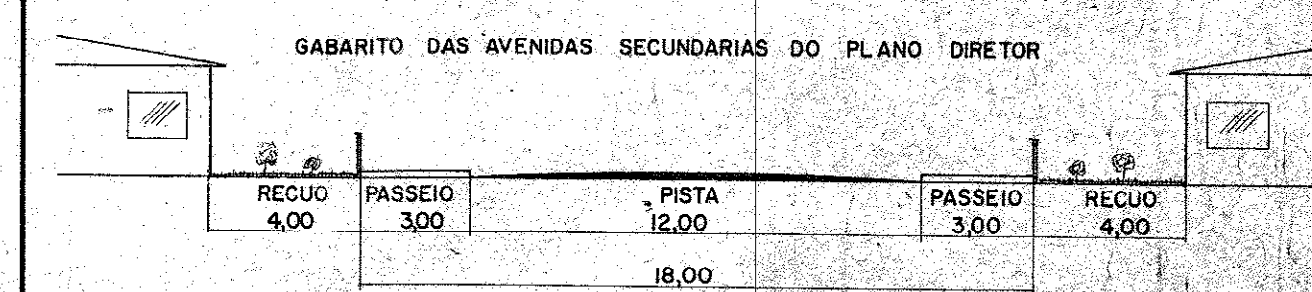 GABARITO DAS AVENIDAS SECUNDARIAS DO PLANO DIRETOR
RECUO PASSEIO PISTA PASSEIO RECUO
4,00 3,00 12,00 3,00 4,00
18,00